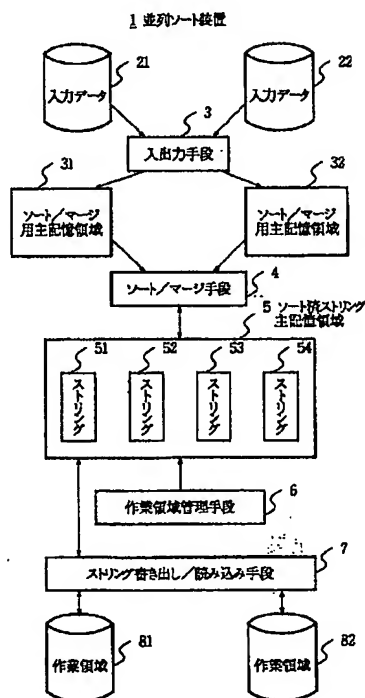 1 並列ソート装置
21
22
入力データ
入力データ
3
入出力手段
31
32
ソート/マージ
用主記憶領域
ソート/マージ
用主記憶領域
4
ソート/マージ手段
5 ソート済ストリング
主記憶領域
51
52
53
54
ストリング
ストリング
ストリング
ストリング
6
作業領域管理手段
7
ストリング書き出し/読み込み手段
81
82
作業領域
作業領域